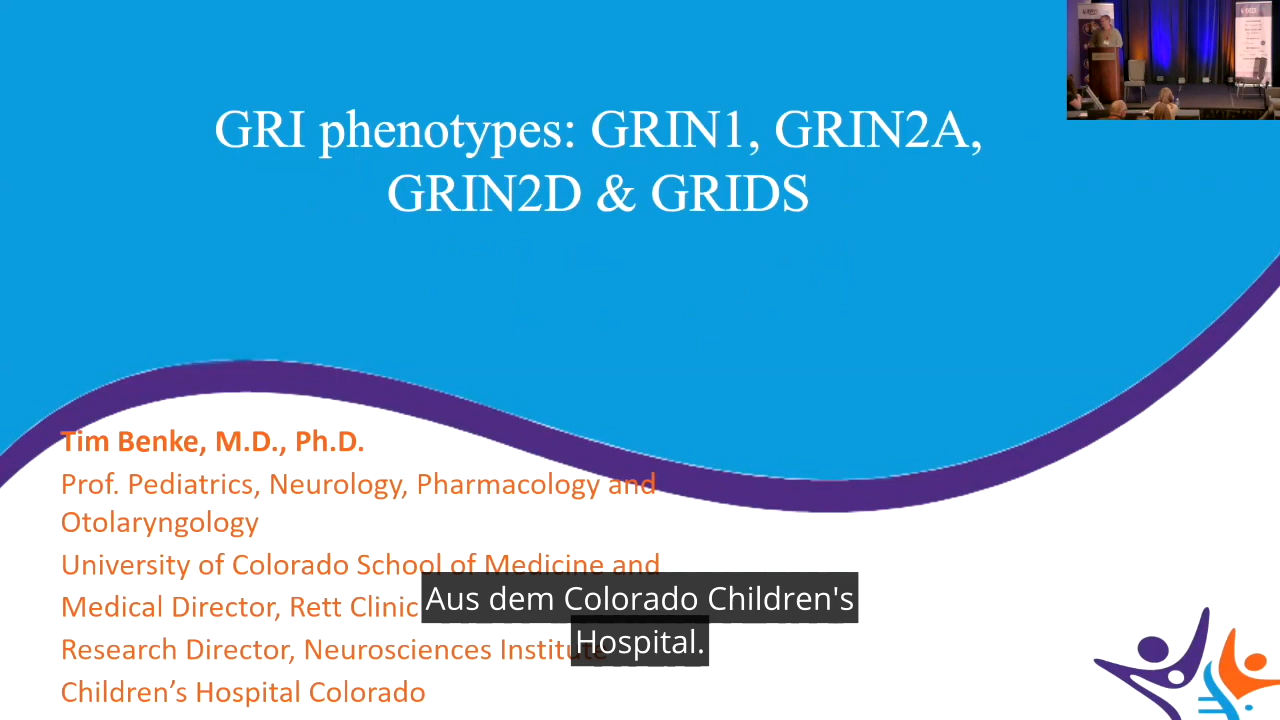 GRI phenotypes: GRIN1, GRIN2A,
GRIN2D & GRIDS
Tim Benke, M.D., Ph.D.
Prof. Pediatrics, Neurology, Pharmacology and
Otolaryngology
University of Colorado School of Medicine and
Medical Director, Rett Clinic
Research Director, Neurosciences Institute
Children’s Hospital Colorado
Aus dem Colorado Children's
Hospital.